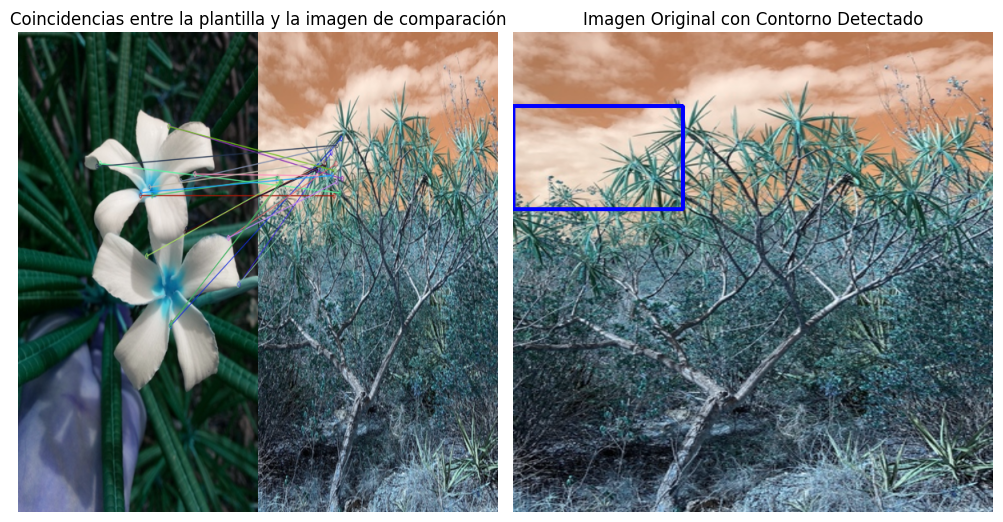 Coincidencias entre la plantilla y la imagen de comparación
Imagen Original con Contorno Detectado